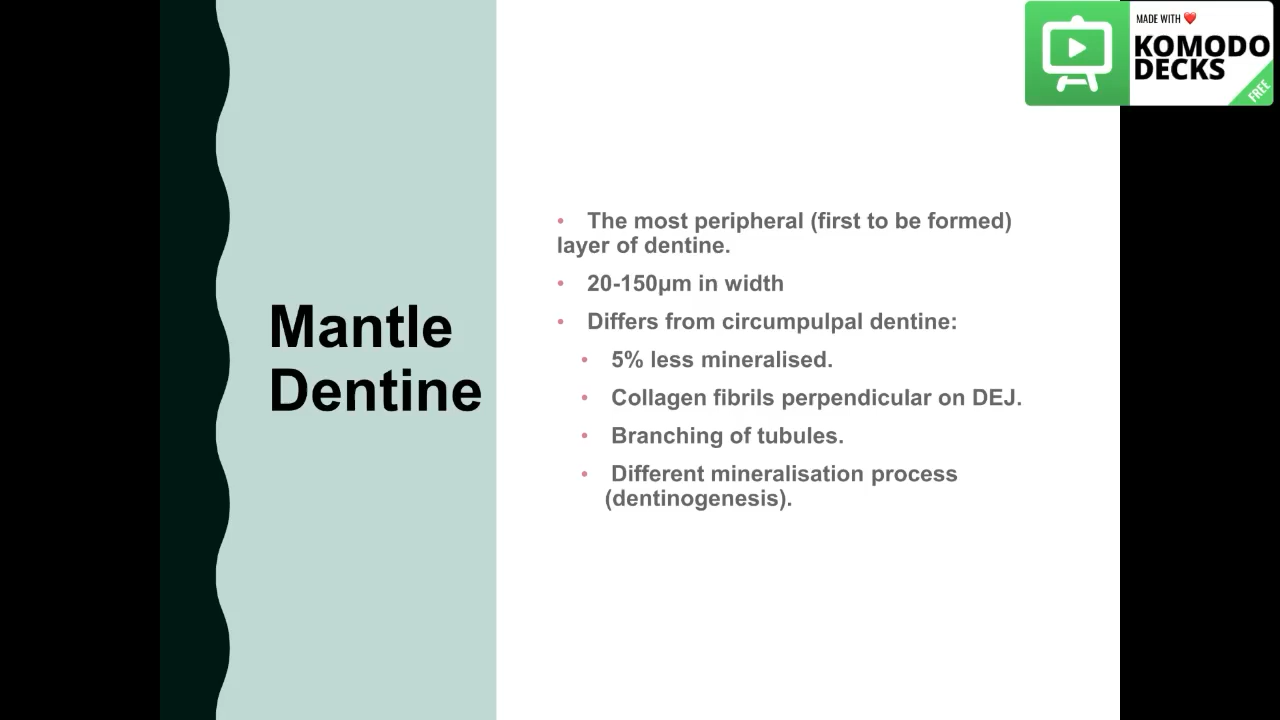 MADE WITH ❤️
KOMODO
DECKS
FREE
Mantle
Dentine
• The most peripheral (first to be formed)
layer of dentine.
• 20-150µm in width
• Differs from circumpulpal dentine:
• 5% less mineralised.
• Collagen fibrils perpendicular on DEJ.
• Branching of tubules.
• Different mineralisation process
(dentinogenesis).